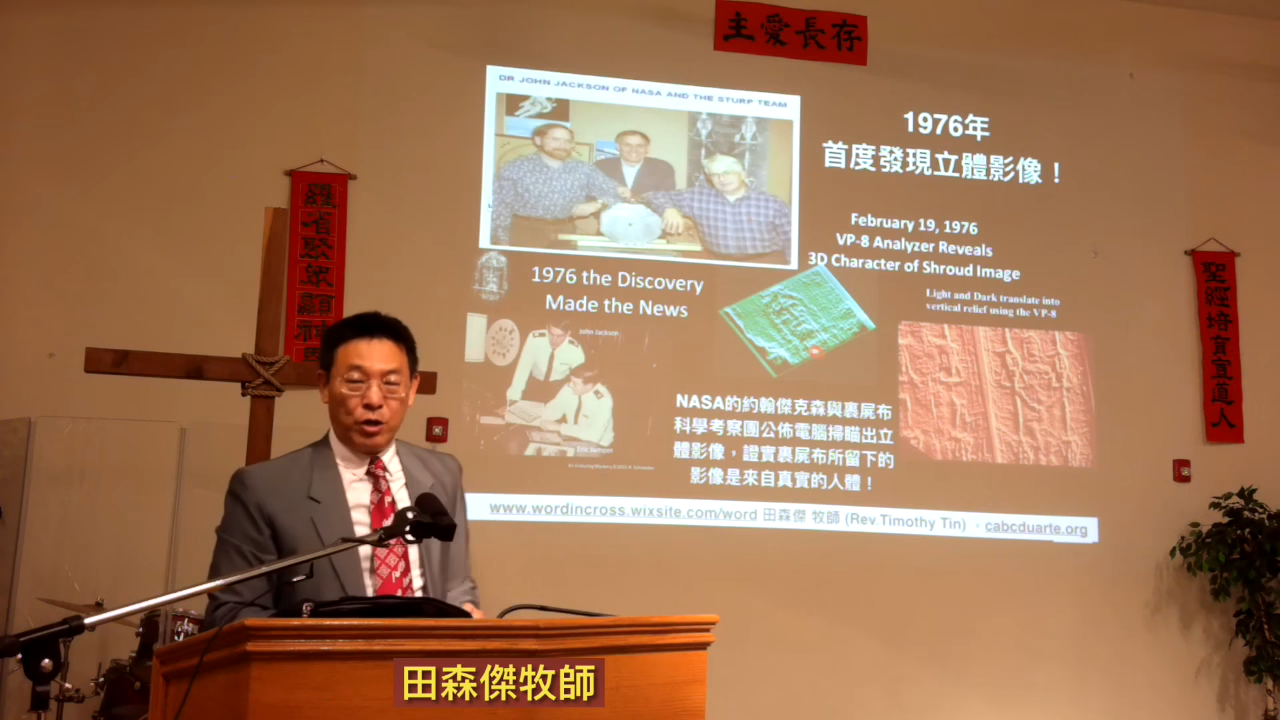 主愛長存
DR JOHN JACKSON OF NASA AND THE STURP TEAM
1976年
首度發現立體影像！
February 19, 1976
VP-8 Analyzer Reveals
3D Character of Shroud Image
1976 the Discovery
Made the News
Light and Dark translate into
vertical relief using the VP-8
John Jackson
Eric Jumper
NASA的約翰傑克森與裹屍布
科學考察團公佈電腦掃瞄出立
體影像，證實裹屍布所留下的
影像是來自真實的人體！
www.wordincross.wixsite.com/word 田森傑 牧師 (Rev.Timothy Tin) ，cabcduarte.org
聖經培育宣道人
田森傑牧師